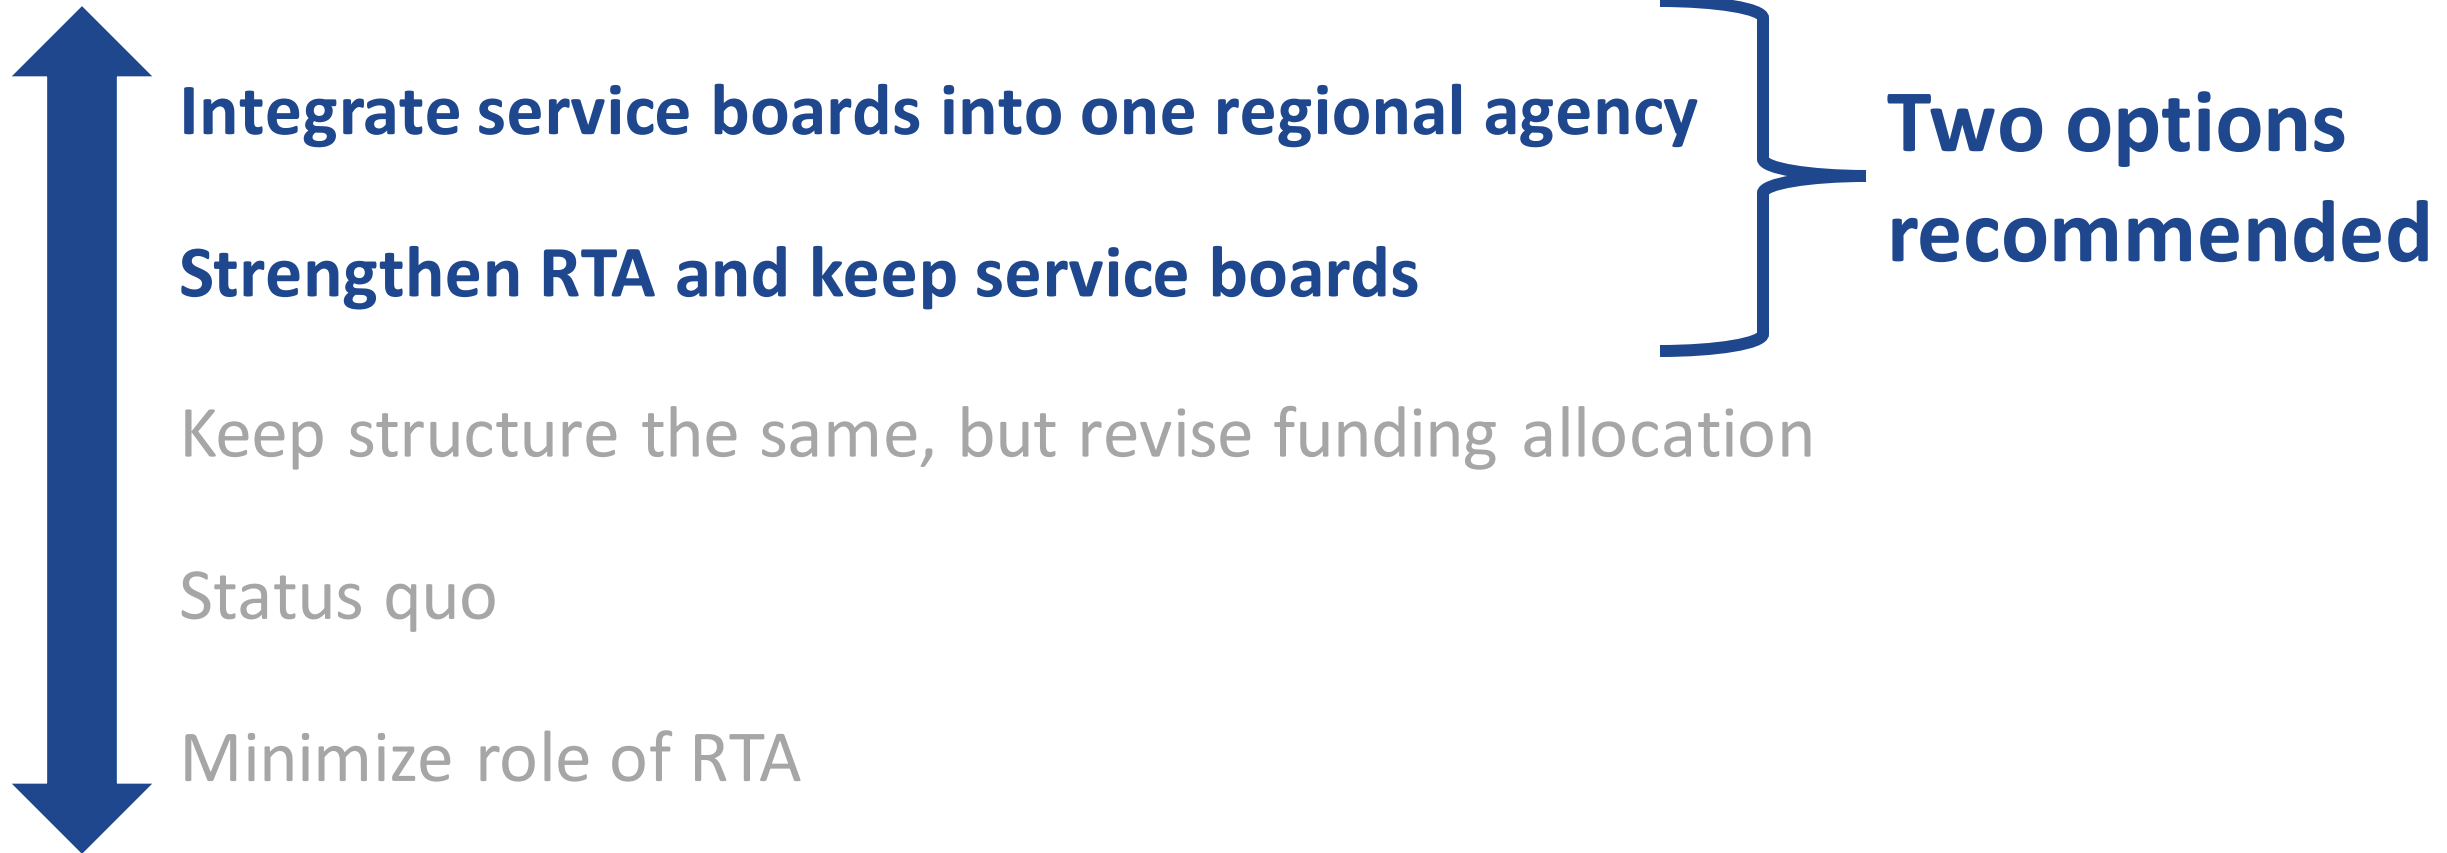 Integrate service boards into one regional agency
Two options
recommended
Strengthen RTA and keep service boards
Keep structure the same, but revise funding allocation
Status quo
Minimize role of RTA